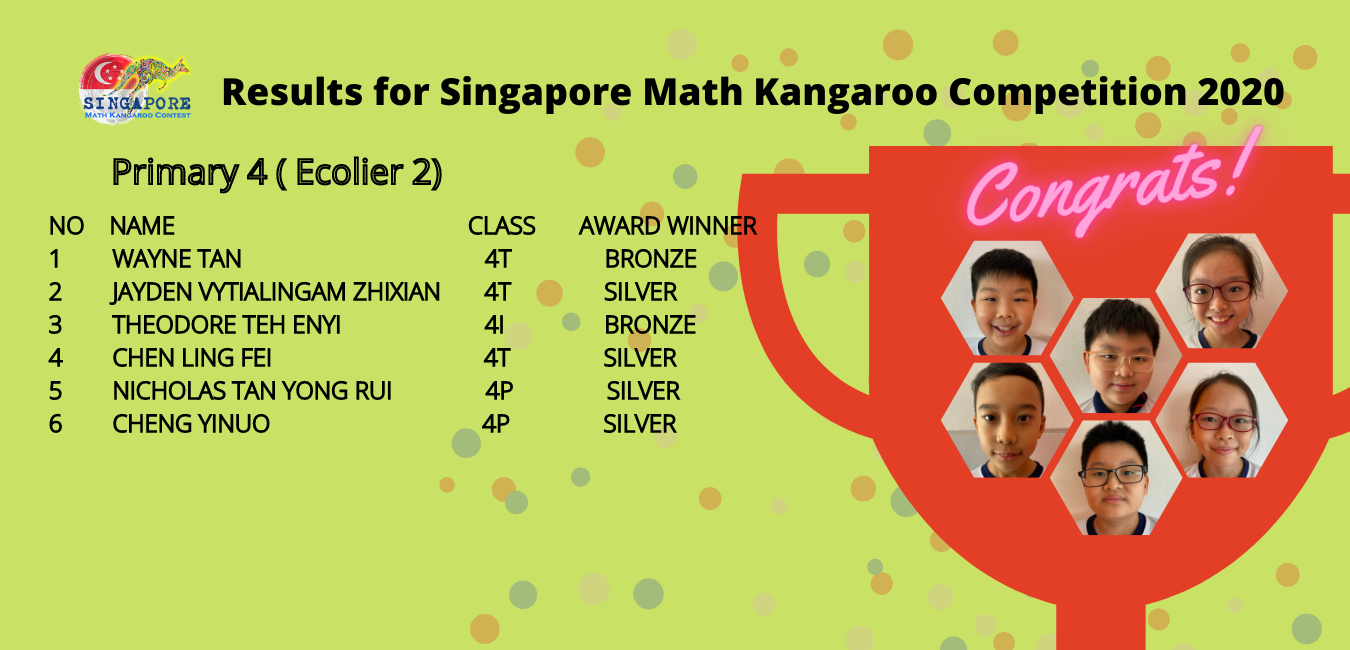 SINGAPORE
MATH KANGAROO CONTEST
Results for Singapore Math Kangaroo Competition 2020
Congrats!
Primary 4 ( Ecolier 2)
NO NAME CLASS AWARD WINNER
1 WAYNE TAN 4T BRONZE
2 JAYDEN VYTIALINGAM ZHIXIAN 4T SILVER
3 THEODORE TEH ENYI 4I BRONZE
4 CHEN LING FEI 4T SILVER
5 NICHOLAS TAN YONG RUI 4P SILVER
6 CHENG YINUO 4P SILVER